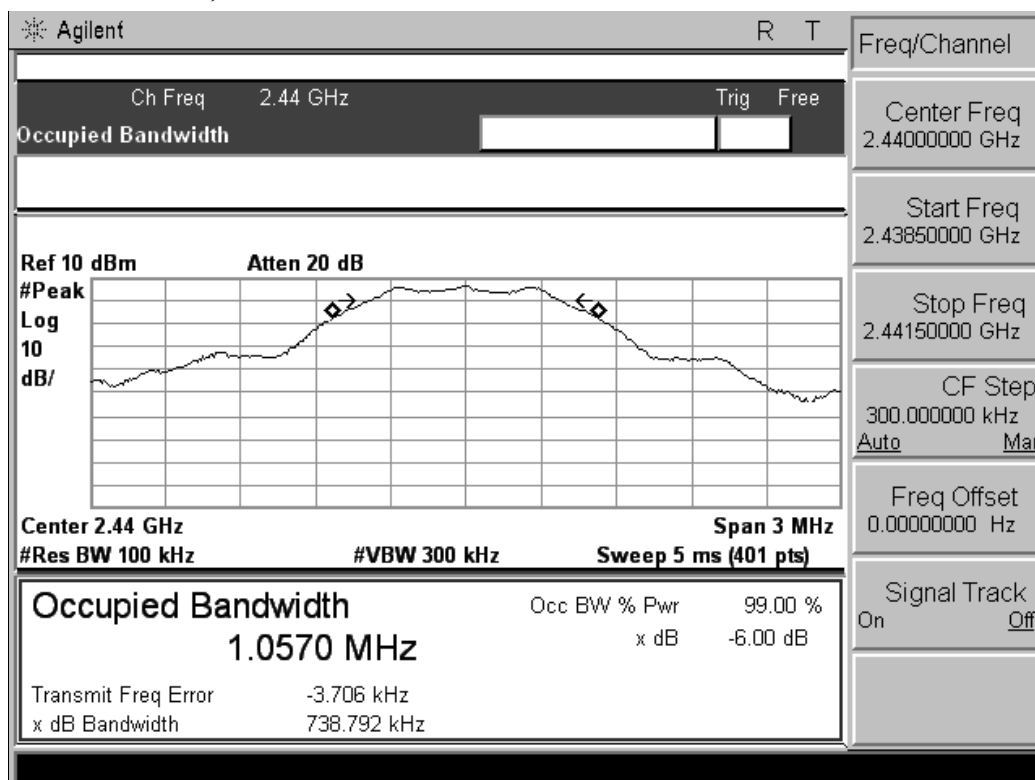 Agilent
R T
Freq/Channel
Ch Freq 2.44 GHz
Trig Free
Occupied Bandwidth
Center Freq
2.44000000 GHz
Start Freq
2.43850000 GHz
Stop Freq
2.44150000 GHz
CF Step
300.000000 kHz
Auto Man
Freq Offset
0.00000000 Hz
Signal Track
On Off
Ref 10 dBm
Atten 20 dB
#Peak
Log
10
dB/
Center 2.44 GHz
Span 3 MHz
#Res BW 100 kHz
#VBW 300 kHz
Sweep 5 ms (401 pts)
Occupied Bandwidth
1.0570 MHz
Occ BW % Pwr 99.00 %
x dB -6.00 dB
Transmit Freq Error -3.706 kHz
x dB Bandwidth 738.792 kHz